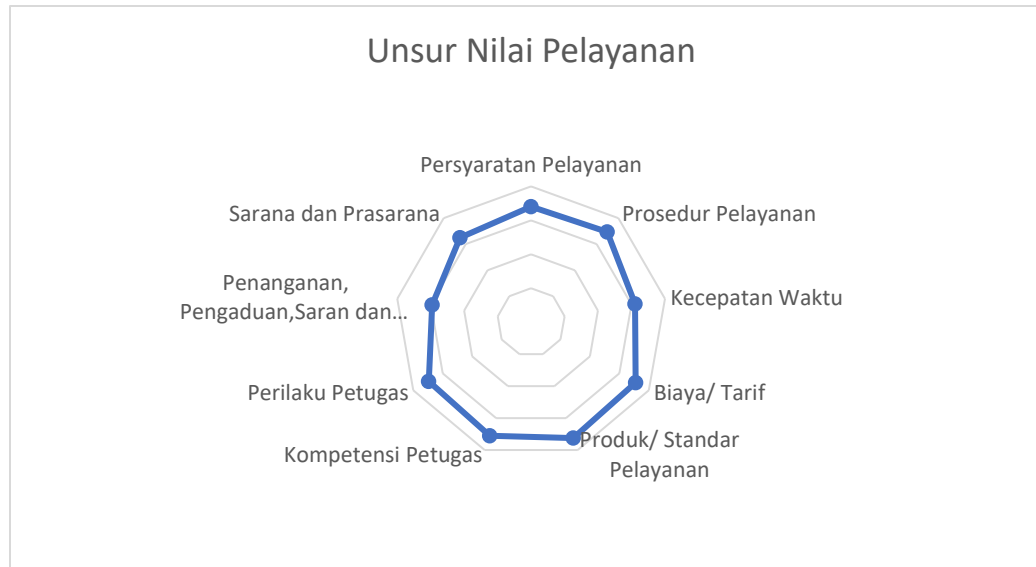 Unsur Nilai Pelayanan
Persyaratan Pelayanan
Prosedur Pelayanan
Kecepatan Waktu
Biaya/ Tarif
Produk/ Standar
Pelayanan
Kompetensi Petugas
Perilaku Petugas
Penanganan,
Pengaduan,Saran dan...
Sarana dan Prasarana